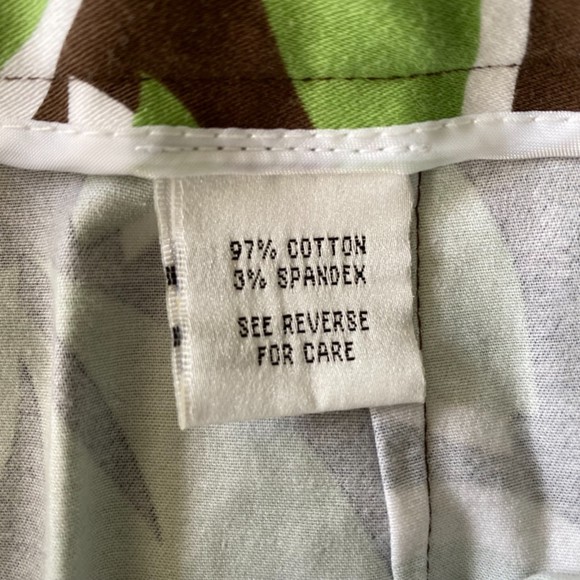 97% COTTON
3% SPANDEX
SEE REVERSE
FOR CARE